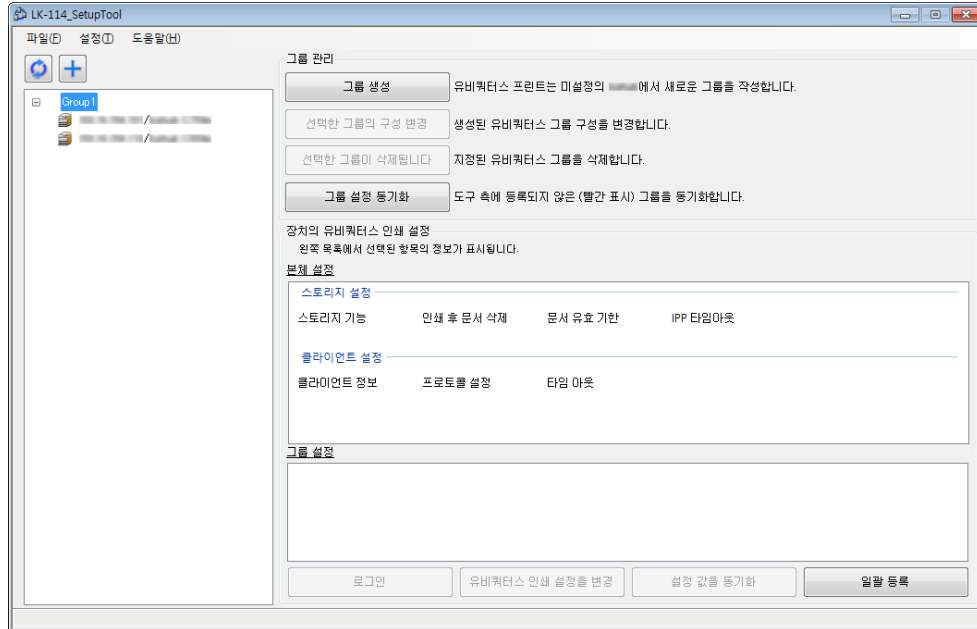 LK-114_SetupTool
파일(F) 설정(T) 도움말(H)
그룹 관리
그룹 생성 유비쿼터스 프린트는 미설정의 에서 새로운 그룹을 작성합니다.
Group1
/
선택한 그룹의 구성 변경 생성된 유비쿼터스 그룹 구성을 변경합니다.
/
선택한 그룹이 삭제됩니다 지정된 유비쿼터스 그룹을 삭제합니다.
그룹 설정 동기화 도구 측에 등록되지 않은 (빨간 표시) 그룹을 동기화합니다.
장치의 유비쿼터스 인쇄 설정
왼쪽 목록에서 선택된 항목의 정보가 표시됩니다.
본체 설정
스토리지 설정
스토리지 기능 인쇄 후 문서 삭제 문서 유효 기한 IPP 타임아웃
클라이언트 설정
클라이언트 정보 프로토콜 설정 타임 아웃
그룹 설정
로그인 유비쿼터스 인쇄 설정을 변경 설정 값을 동기화 일괄 등록